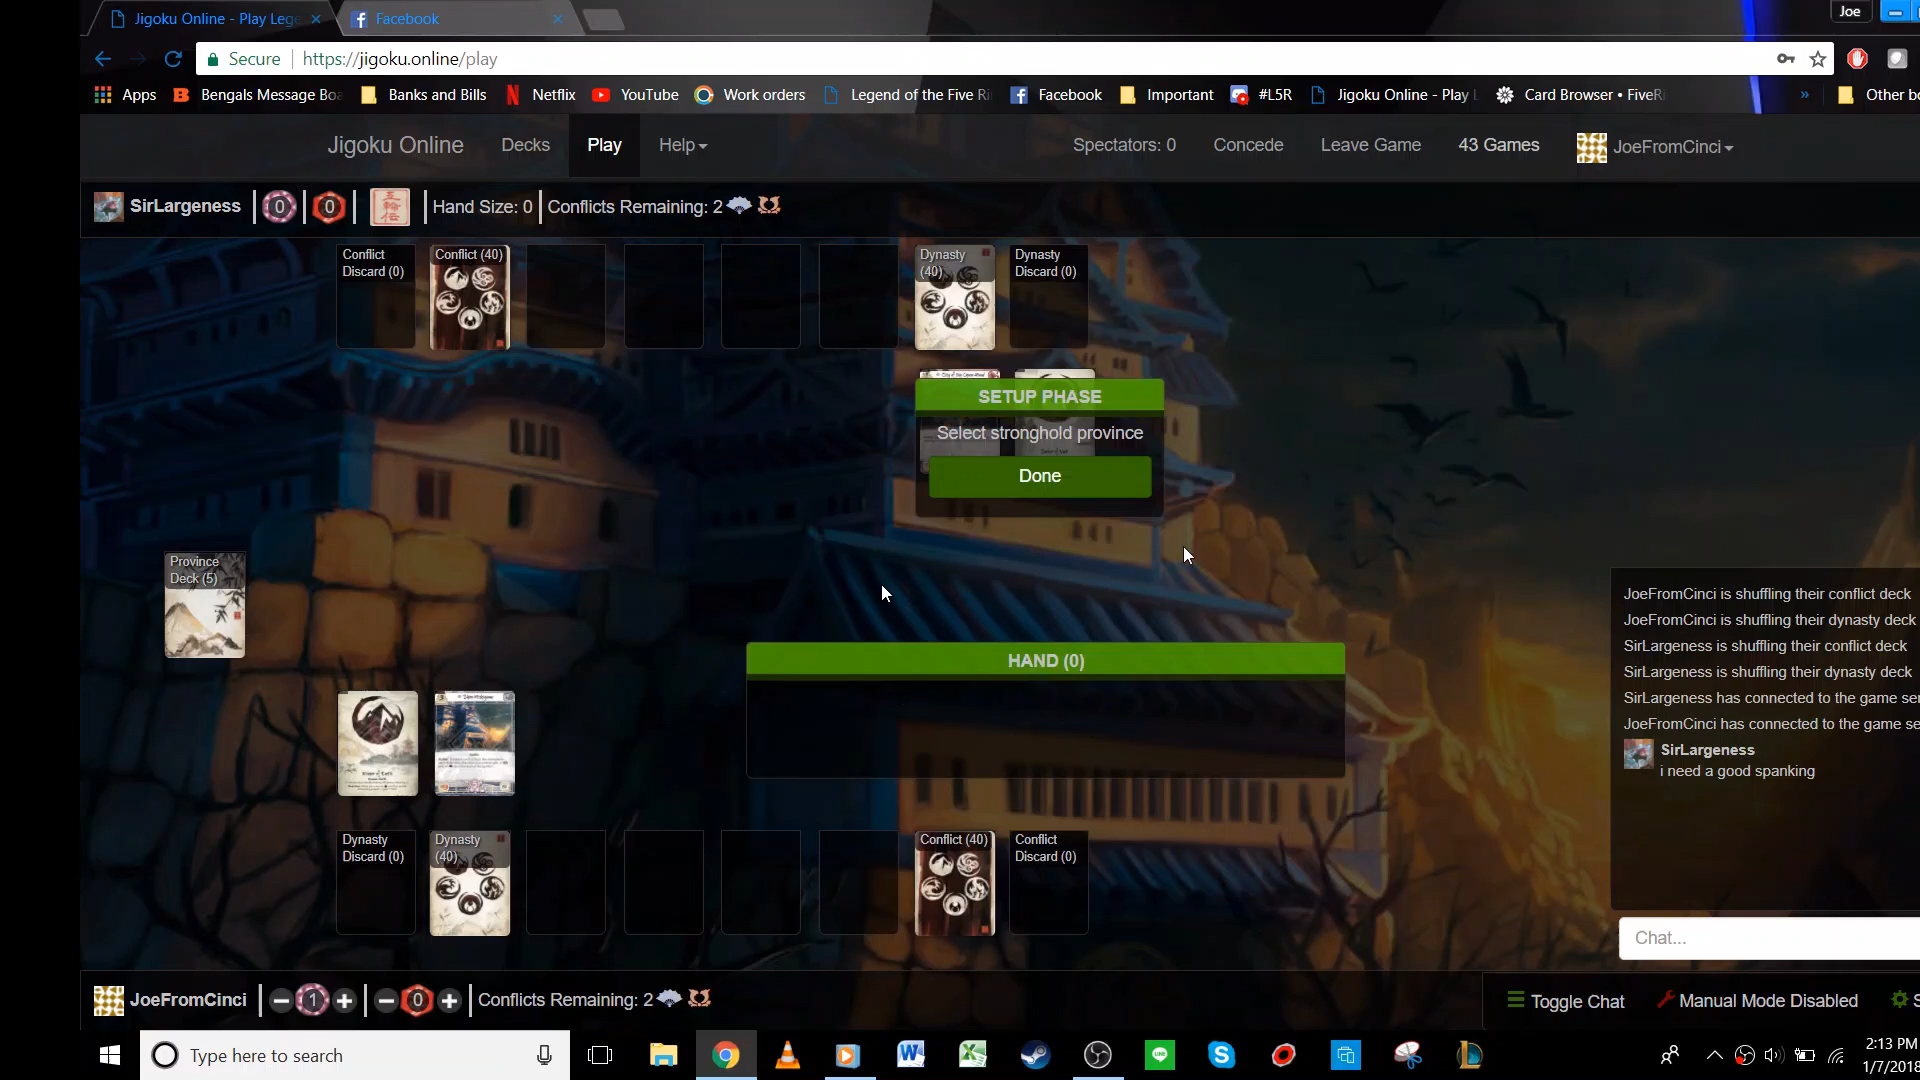 Jigoku Online - Play Lege
Facebook
Joe
Secure
https://jigoku.online/play
Apps
Bengals Message Boa
Banks and Bills
Netflix
YouTube
Work orders
Legend of the Five Ri
Facebook
Important
#L5R
Jigoku Online - Play L
Card Browser • FiveRi
»
Other bo
Jigoku Online
Decks
Play
Help
Spectators: 0
Concede
Leave Game
43 Games
JoeFromCinci
SirLargeness
0
0
Hand Size: 0
Conflicts Remaining: 2
Conflict
Discard (0)
Conflict (40)
Dynasty
(40)
Dynasty
Discard (0)
SETUP PHASE
Select stronghold province
Done
Province
Deck (5)
HAND (0)
JoeFromCinci is shuffling their conflict deck
JoeFromCinci is shuffling their dynasty deck
SirLargeness is shuffling their conflict deck
SirLargeness is shuffling their dynasty deck
SirLargeness has connected to the game ser
JoeFromCinci has connected to the game se
SirLargeness
i need a good spanking
Dynasty
Discard (0)
Dynasty
(40)
Conflict (40)
Conflict
Discard (0)
Chat...
JoeFromCinci
1
0
Conflicts Remaining: 2
Toggle Chat
Manual Mode Disabled
S
Type here to search
2:13 PM
1/7/2018